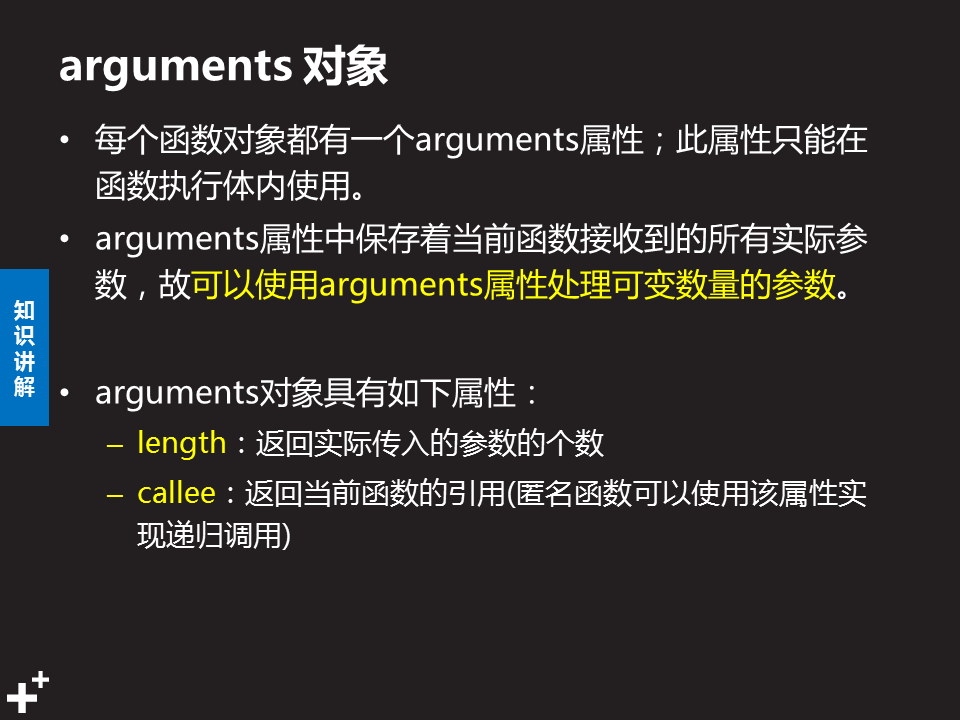 arguments 对象
• 每个函数对象都有一个arguments属性；此属性只能在
函数执行体内使用。
• arguments属性中保存着当前函数接收到的所有实际参
数，故可以使用arguments属性处理可变数量的参数。
知
识
讲
解
• arguments对象具有如下属性：
– length：返回实际传入的参数的个数
– callee：返回当前函数的引用(匿名函数可以使用该属性实
现递归调用)